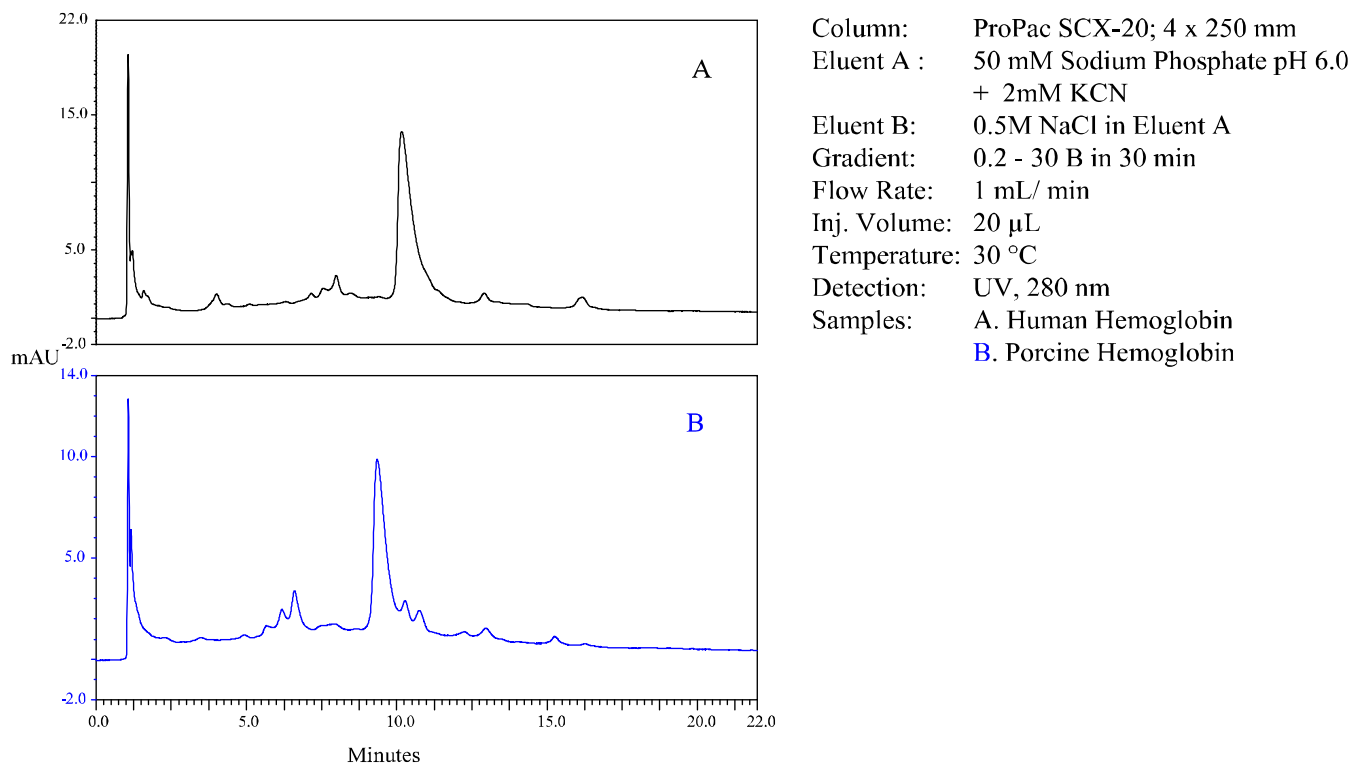 22.0
15.0
5.0
-2.0
A
mAU
14.0
10.0
5.0
-2.0
B
0.0 5.0 10.0 15.0 20.0 22.0
Minutes
Column: ProPac SCX-20; 4 x 250 mm
Eluent A : 50 mM Sodium Phosphate pH 6.0
+ 2mM KCN
Eluent B: 0.5M NaCl in Eluent A
Gradient: 0.2 - 30 B in 30 min
Flow Rate: 1 mL/ min
Inj. Volume: 20 µL
Temperature: 30 °C
Detection: UV, 280 nm
Samples: A. Human Hemoglobin
B. Porcine Hemoglobin